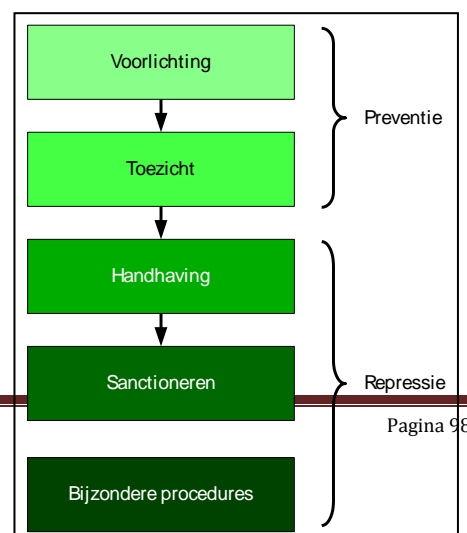 Voorlichting
Preventie
Toezicht
Handhaving
Sanctioneren
Repressie
Pagina 98
Bijzondere procedures